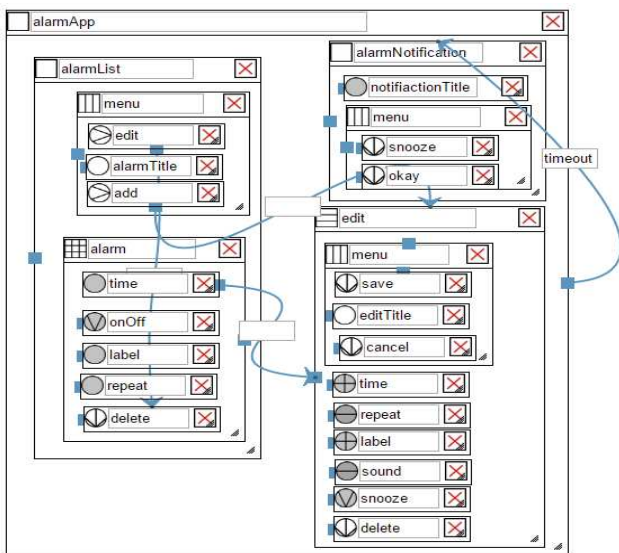 alarmApp
alarmList
menu
edit
alarmTitle
add
alarm
time
onOff
label
repeat
delete
alarmNotification
notifiactionTitle
menu
snooze
okay
timeout
edit
menu
save
editTitle
cancel
time
repeat
label
sound
snooze
delete